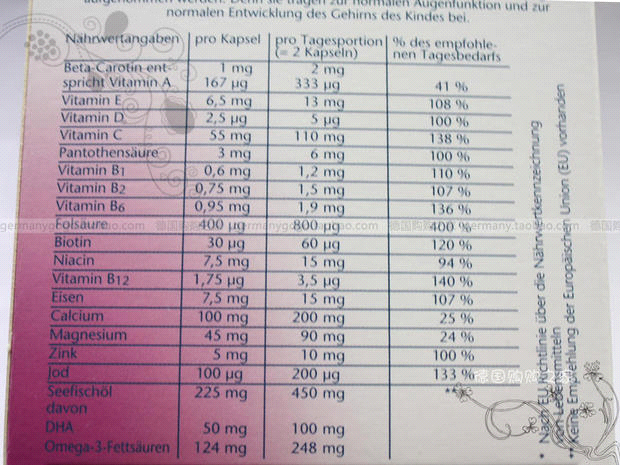 aufgenommen werden. Denn sie tragen zur normalen Augenfunktion und zur
normalen Entwicklung des Gehirns des Kindes bei.
Nährwertangaben pro Kapsel pro Tagesportion % des empfohle-
(= 2 Kapseln) nen Tagesbedarfs
Beta-Carotin ent- 1 mg 2 mg
spricht Vitamin A 167 µg 333 µg 41 %
Vitamin E 6,5 mg 13 mg 108 %
Vitamin D 2,5 µg 5 µg 100 %
Vitamin C 55 mg 110 mg 138 %
Pantothensäure 3 mg 6 mg 100 %
Vitamin B1 0,6 mg 1,2 mg 110 %
Vitamin B2 0,75 mg 1,5 mg 107 %
Vitamin B6 0,95 mg 1,9 mg 136 %
Folsäure 400 µg 800 µg 400 %
Biotin 30 µg 60 µg 120 %
Niacin 7,5 mg 15 mg 94 %
Vitamin B12 1,75 µg 3,5 µg 140 %
Eisen 7,5 mg 15 mg 107 %
Calcium 100 mg 200 mg 25 %
Magnesium 45 mg 90 mg 24 %
Zink 5 mg 10 mg 100 %
Jod 100 µg 200 µg 133 %
Seefischöl 225 mg 450 mg **
davon
DHA 50 mg 100 mg
Omega-3-Fettsäuren 124 mg 248 mg
* Nach EU Richtlinie über die Nährwertkennzeichnung
von Lebensmitteln
**Keine Empfehlung der Europäischen Union (EU) vorhanden